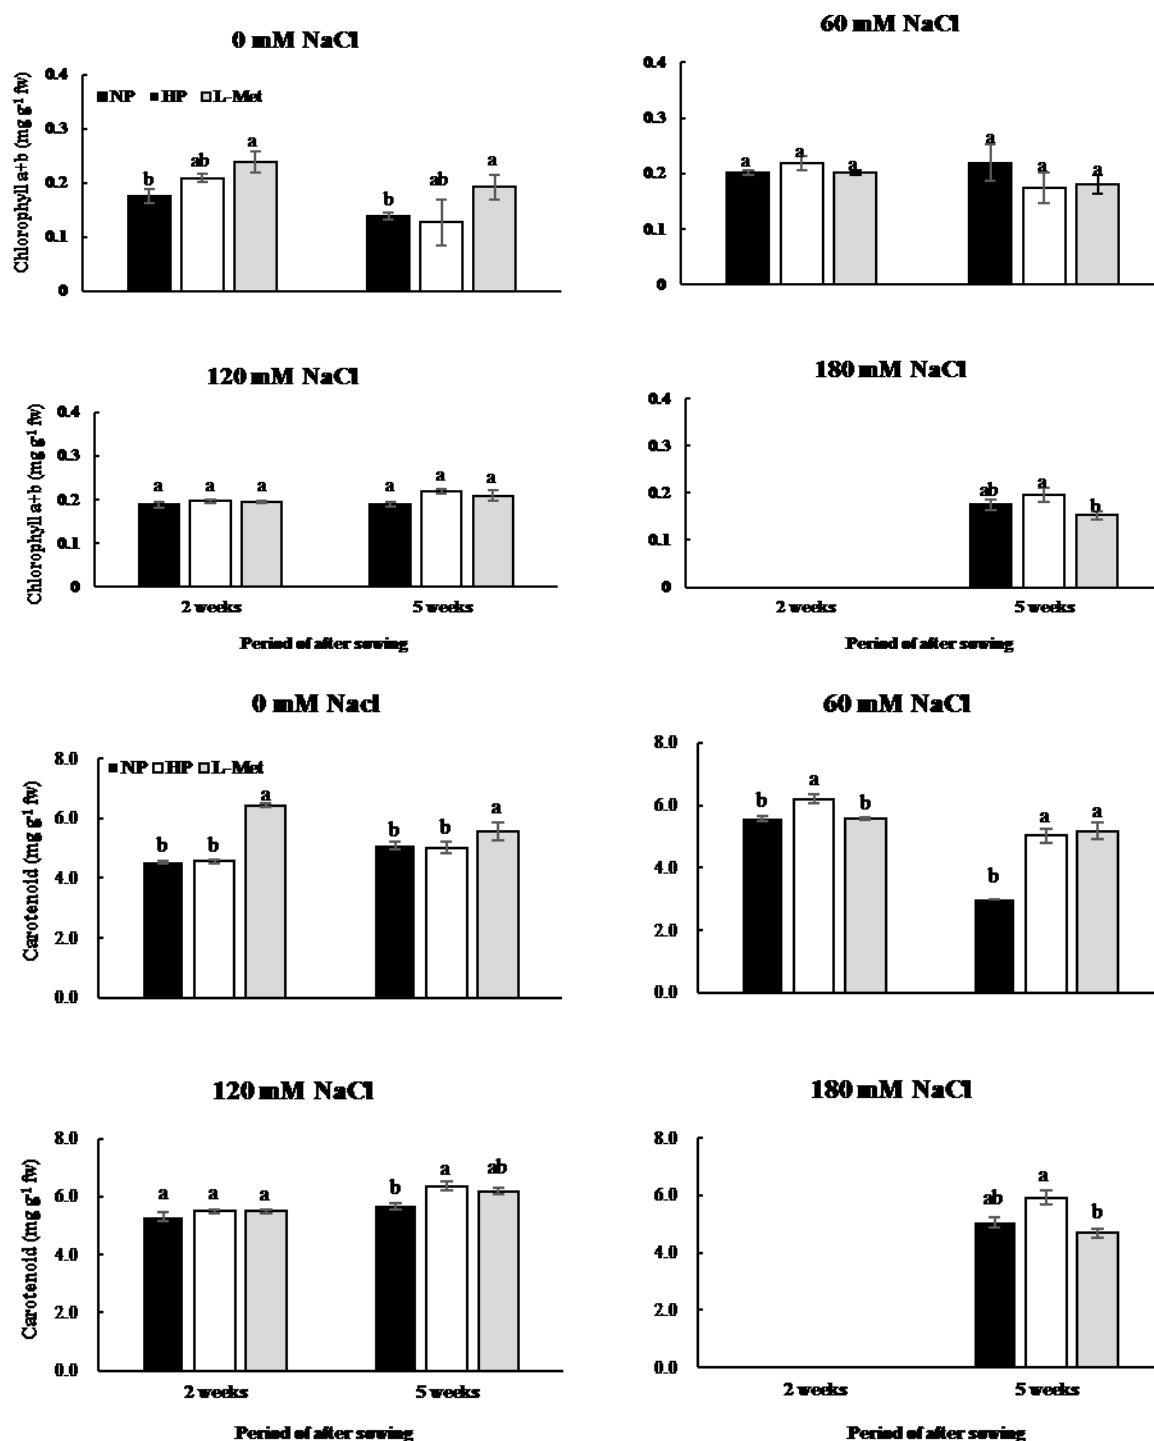 0 mM NaCl
Chlorophyll a+b (mg g-1 fw)
0.4
0.3
0.2
0.1
0
NP HP L-Met
b ab a b ab a
60 mM NaCl
0.4
0.3
0.2
0.1
0
a a a a a a
120 mM NaCl
Chlorophyll a+b (mg g-1 fw)
0.4
0.3
0.2
0.1
0
a a a a a a
2 weeks 5 weeks
Period of after sowing
180 mM NaCl
0.4
0.3
0.2
0.1
0
ab a b
2 weeks 5 weeks
Period of after sowing
0 mM Nacl
Carotenoid (mg g-1 fw)
8.0
6.0
4.0
2.0
0.0
NP HP L-Met
b b a b b a
60 mM NaCl
8.0
6.0
4.0
2.0
0.0
b a b b a a
120 mM NaCl
Carotenoid (mg g-1 fw)
8.0
6.0
4.0
2.0
0.0
a a a b a ab
2 weeks 5 weeks
Period of after sowing
180 mM NaCl
8.0
6.0
4.0
2.0
0.0
ab a b
2 weeks 5 weeks
Period of after sowing